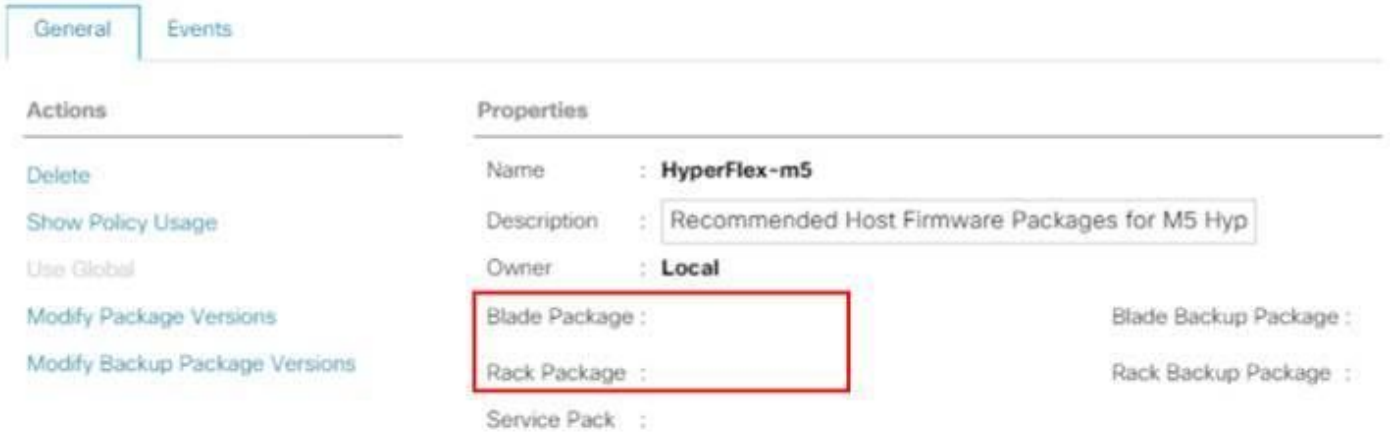 General Events
Actions
Delete
Show Policy Usage
Use Global
Modify Package Versions
Modify Backup Package Versions
Properties
Name : HyperFlex-m5
Description : Recommended Host Firmware Packages for M5 Hyp
Owner : Local
Blade Package :
Rack Package :
Service Pack :
Blade Backup Package :
Rack Backup Package :